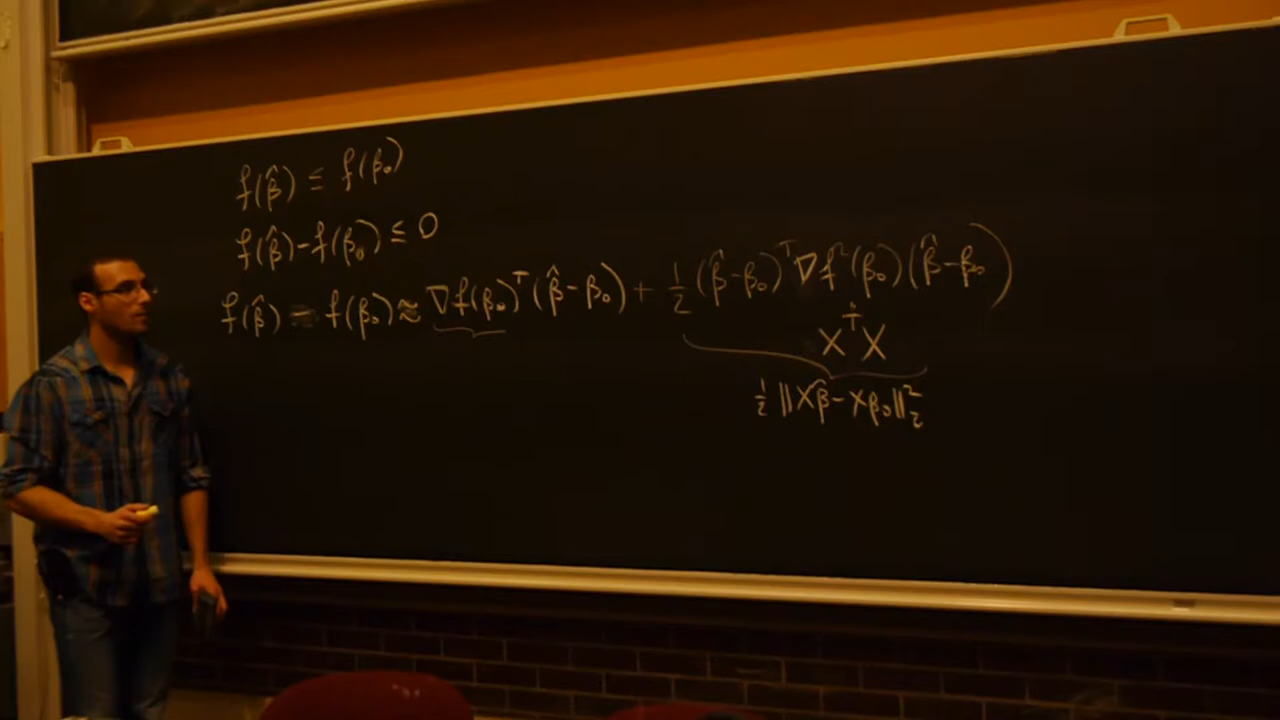 f(β̂) ≤ f(β₀)
f(β̂) - f(β₀) ≤ 0
f(β̂) - f(β₀) ≈ ∇f(β₀)ᵀ(β̂-β₀) + ½(β̂-β₀)ᵀ∇f²(β₀)(β̂-β₀))
XᵀX
½‖Xβ̂-Xβ₀‖₂²